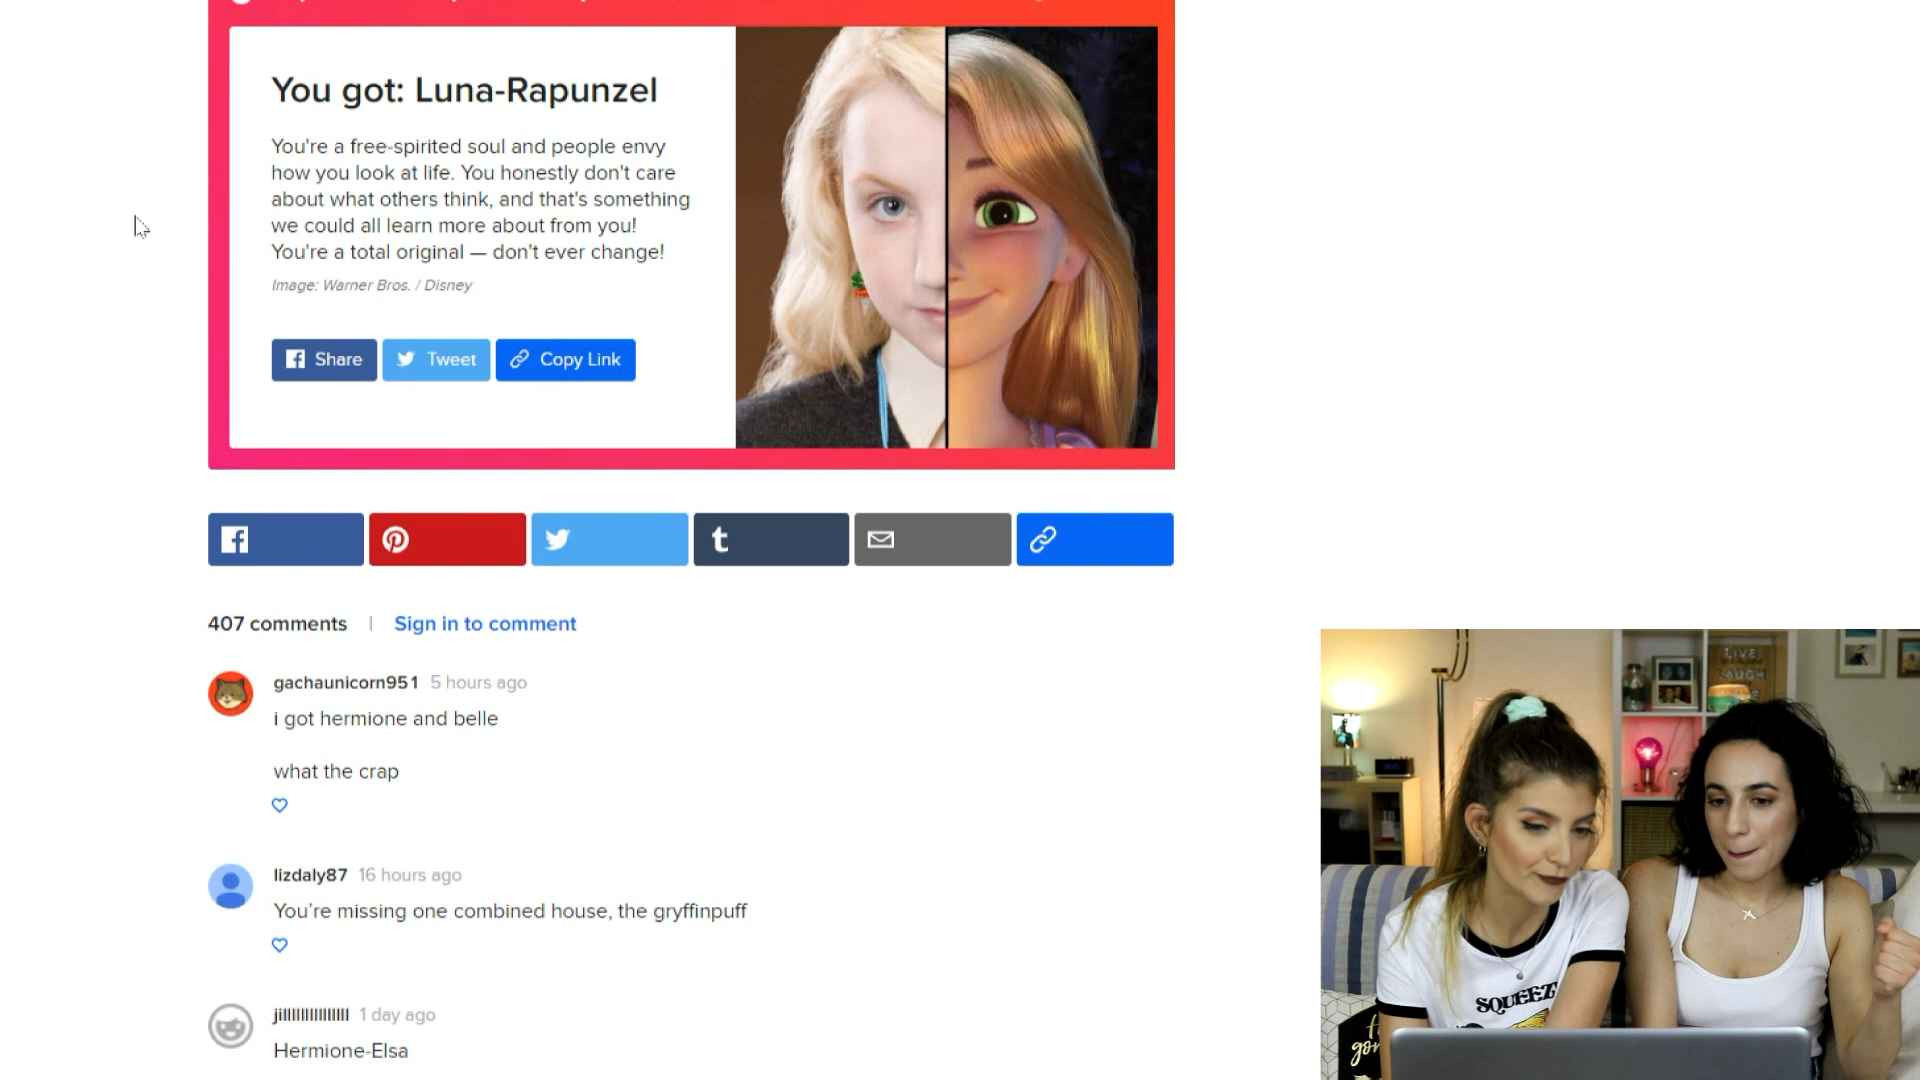 You got: Luna-Rapunzel
You're a free-spirited soul and people envy
how you look at life. You honestly don't care
about what others think, and that's something
we could all learn more about from you!
You're a total original — don't ever change!
Image: Warner Bros. / Disney
Share
Tweet
Copy Link
407 comments | Sign in to comment
gachaunicorn951 5 hours ago
i got hermione and belle
what the crap
lizdaly87 16 hours ago
You’re missing one combined house, the gryffinpuff
1 day ago
Hermione-Elsa
LIVE
LAUGH
SQUEEZ